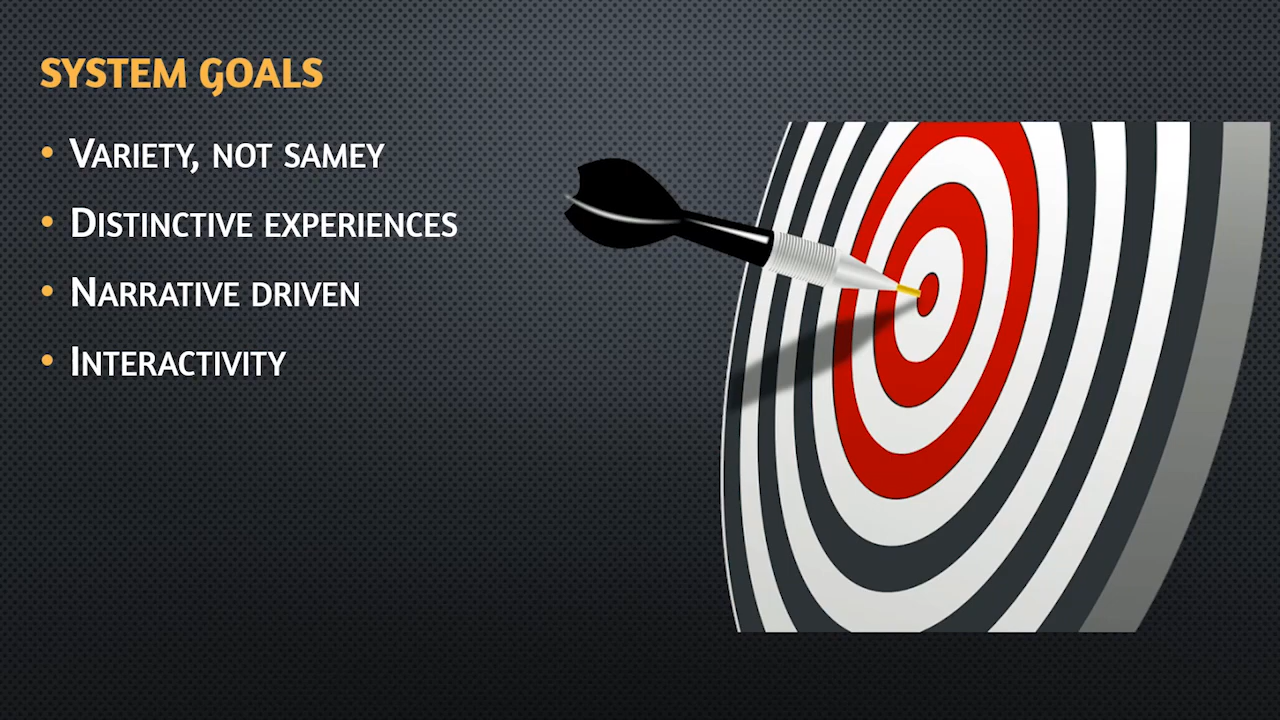 SYSTEM GOALS
• VARIETY, NOT SAMEY
• DISTINCTIVE EXPERIENCES
• NARRATIVE DRIVEN
• INTERACTIVITY